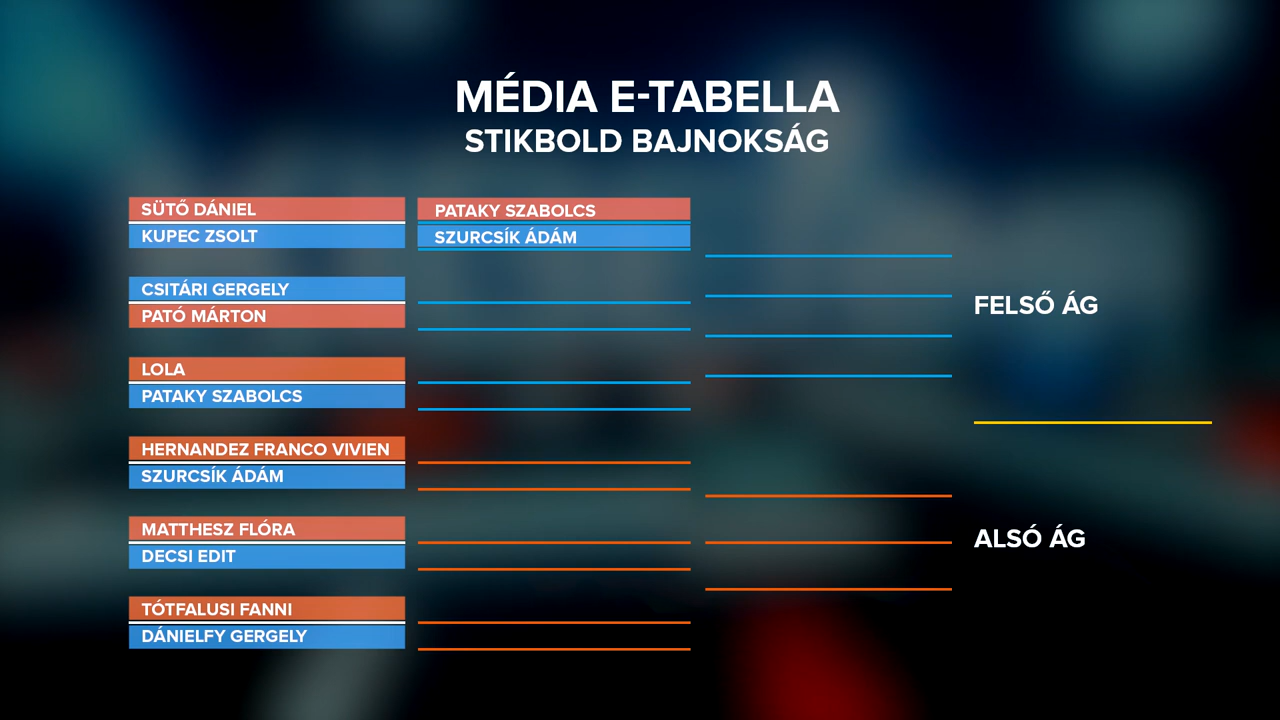 MÉDIA E-TABELLA
STIKBOLD BAJNOKSÁG
SÜTŐ DÁNIEL
KUPEC ZSOLT
CSITÁRI GERGELY
PATÓ MÁRTON
LOLA
PATAKY SZABOLCS
HERNANDEZ FRANCO VIVIEN
SZURCSÍK ÁDÁM
MATTHESZ FLÓRA
DECSI EDIT
TÓTFALUSI FANNI
DÁNIELFY GERGELY
PATAKY SZABOLCS
SZURCSÍK ÁDÁM
FELSŐ ÁG
ALSÓ ÁG